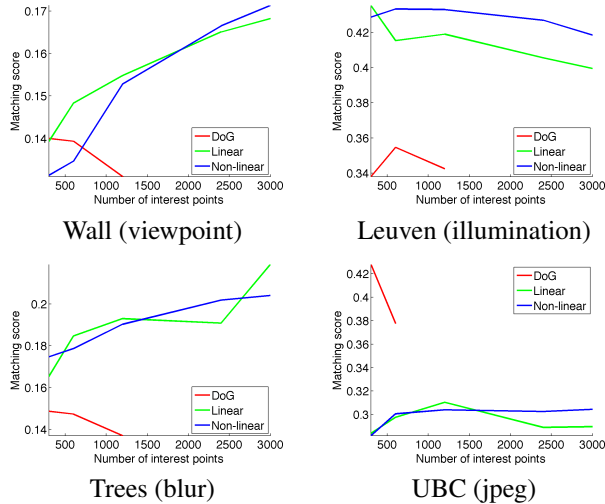 0.17
0.16
0.15
0.14
Matching score
DoG
Linear
Non-linear
500 1000 1500 2000 2500 3000
Number of interest points
Wall (viewpoint)
0.42
0.4
0.38
0.36
0.34
Matching score
DoG
Linear
Non-linear
500 1000 1500 2000 2500 3000
Number of interest points
Leuven (illumination)
0.2
0.18
0.16
0.14
Matching score
DoG
Linear
Non-linear
500 1000 1500 2000 2500 3000
Number of interest points
Trees (blur)
0.42
0.4
0.38
0.36
0.34
0.32
0.3
Matching score
DoG
Linear
Non-linear
500 1000 1500 2000 2500 3000
Number of interest points
UBC (jpeg)